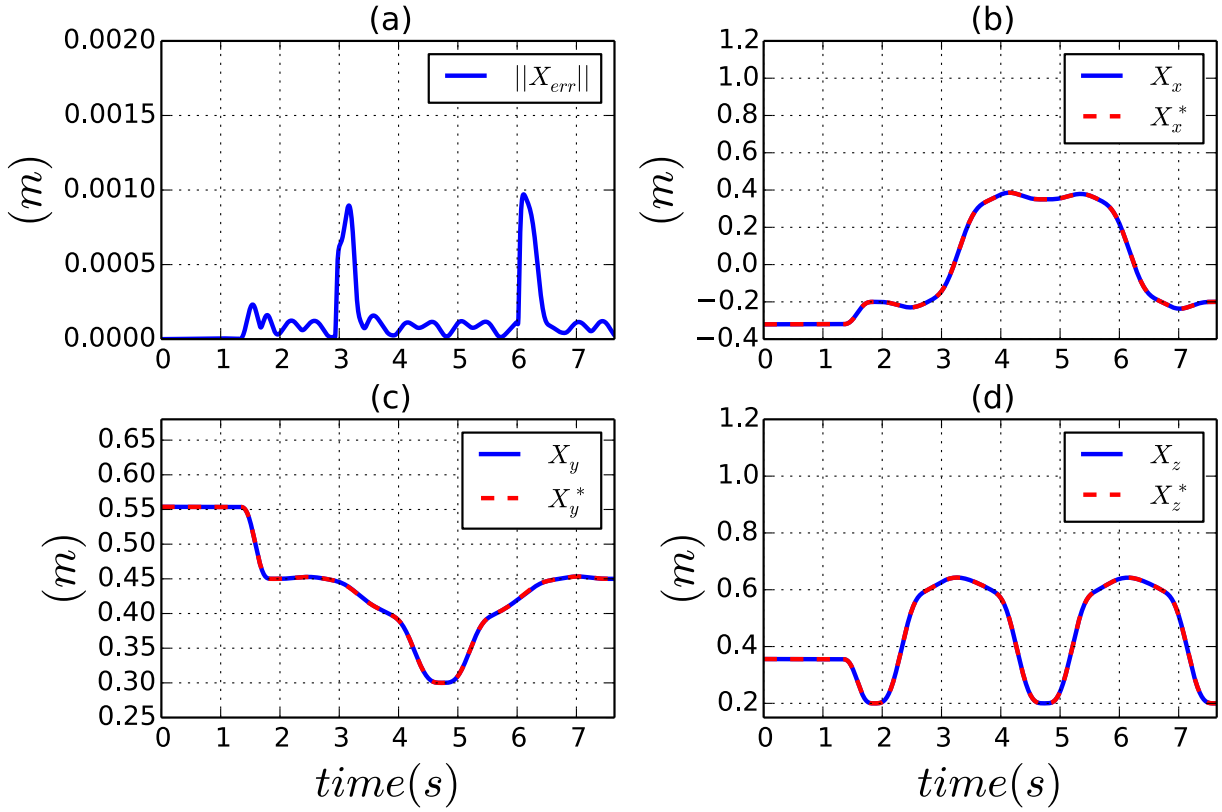 (a)
0.0020
0.0015
0.0010
0.0005
0.0000
(m)
||X_err||
0 1 2 3 4 5 6 7
(b)
1.2
1.0
0.8
0.6
0.4
0.2
0.0
−0.2
−0.4
(m)
X_x
X_x^*
0 1 2 3 4 5 6 7
(c)
0.65
0.60
0.55
0.50
0.45
0.40
0.35
0.30
0.25
(m)
X_y
X_y^*
0 1 2 3 4 5 6 7
time(s)
(d)
1.2
1.0
0.8
0.6
0.4
0.2
(m)
X_z
X_z^*
0 1 2 3 4 5 6 7
time(s)